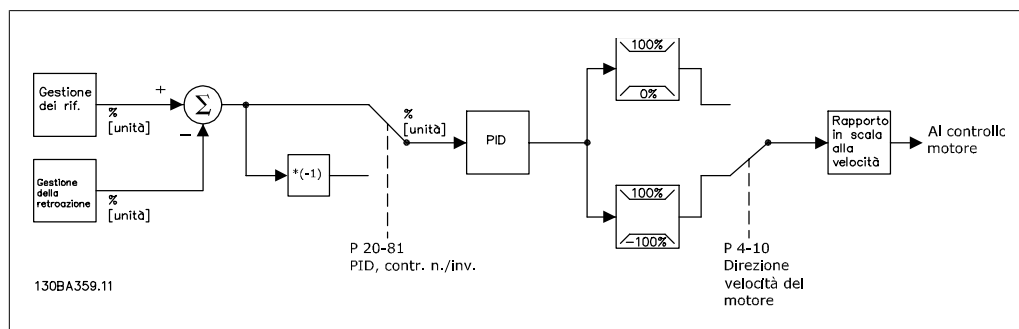 Gestione
dei rif.
+
%
[unità]
Σ
−
Gestione
della
retroazione
%
[unità]
*(-1)
%
[unità]
P 20-81
PID, contr. n./inv.
PID
100%
0%
100%
-100%
P 4-10
Direzione
velocità del
motore
Rapporto
in scala
alla
velocità
Al controllo
motore
130BA359.11